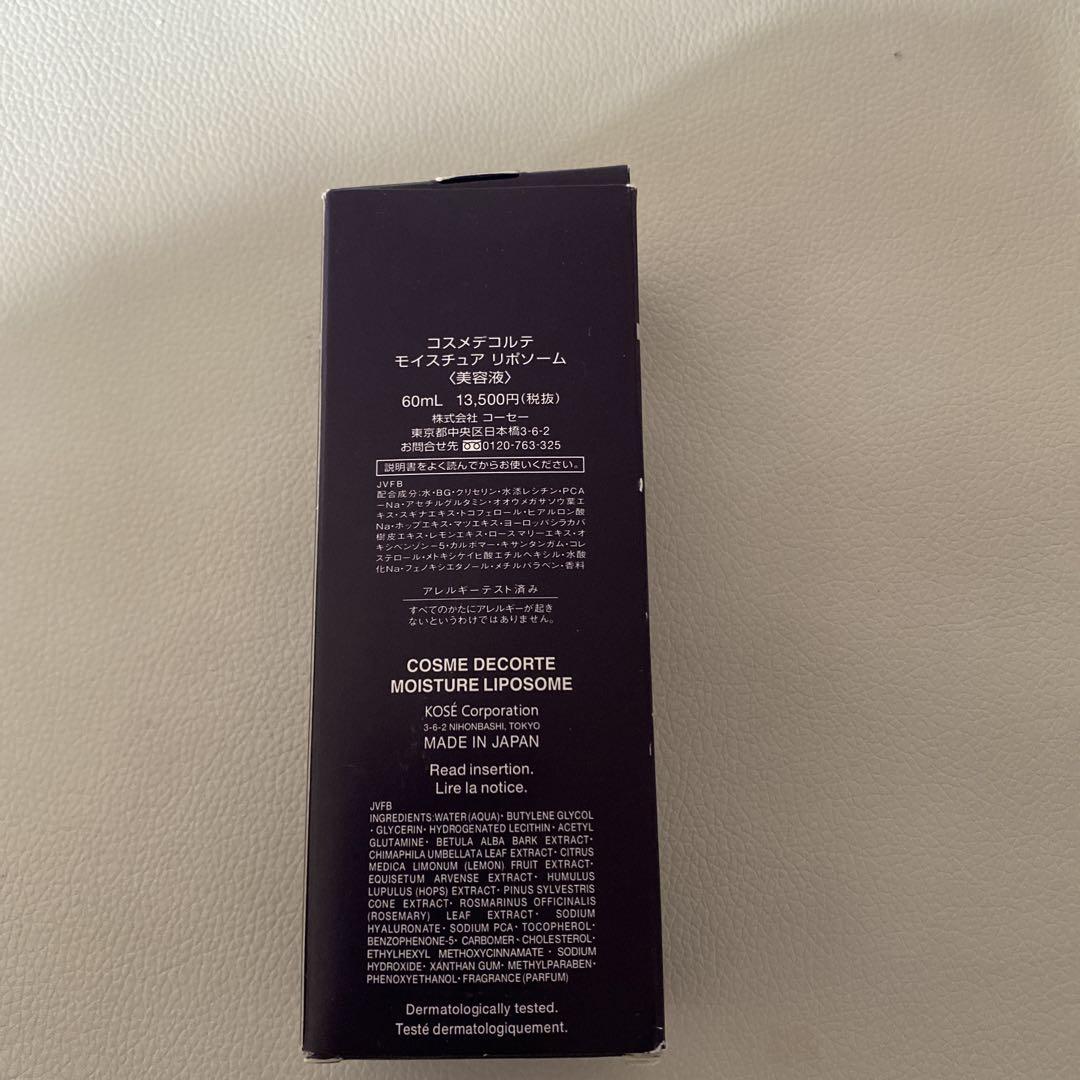 コスメデコルテ
モイスチュア リポソーム
〈美容液〉
60mL 13,500円(税抜)
株式会社 コーセー
東京都中央区日本橋3-6-2
お問合せ先 0120-763-325
説明書をよく読んでからお使いください。
JVFB
配合成分:水・BG・グリセリン・水添レシチン・PCA
-Na・アセチルグルタミン・オオウメガサソウ葉エ
キス・スギナエキス・トコフェロール・ヒアルロン酸
Na・ホップエキス・マツエキス・ヨーロッパシラカバ
樹皮エキス・レモンエキス・ローズマリーエキス・オ
キシベンゾン-5・カルボマー・キサンタンガム・コレ
ステロール・メトキシケイヒ酸エチルヘキシル・水酸
化Na・フェノキシエタノール・メチルパラベン・香料
アレルギーテスト済み
すべてのかたにアレルギーが起き
ないというわけではありません。
COSME DECORTE
MOISTURE LIPOSOME
KOSÉ Corporation
3-6-2 NIHONBASHI, TOKYO
MADE IN JAPAN
Read insertion.
Lire la notice.
JVFB
INGREDIENTS:WATER(AQUA)・BUTYLENE GLYCOL
・GLYCERIN・HYDROGENATED LECITHIN・ACETYL
GLUTAMINE・BETULA ALBA BARK EXTRACT・
CHIMAPHILA UMBELLATA LEAF EXTRACT・CITRUS
MEDICA LIMONUM (LEMON) FRUIT EXTRACT・
EQUISETUM ARVENSE EXTRACT・HUMULUS
LUPULUS (HOPS) EXTRACT・PINUS SYLVESTRIS
CONE EXTRACT・ROSMARINUS OFFICINALIS
(ROSEMARY) LEAF EXTRACT・SODIUM
HYALURONATE・SODIUM PCA・TOCOPHEROL・
BENZOPHENONE-5・CARBOMER・CHOLESTEROL・
ETHYLHEXYL METHOXYCINNAMATE・SODIUM
HYDROXIDE・XANTHAN GUM・METHYLPARABEN・
PHENOXYETHANOL・FRAGRANCE(PARFUM)
Dermatologically tested.
Testé dermatologiquement.